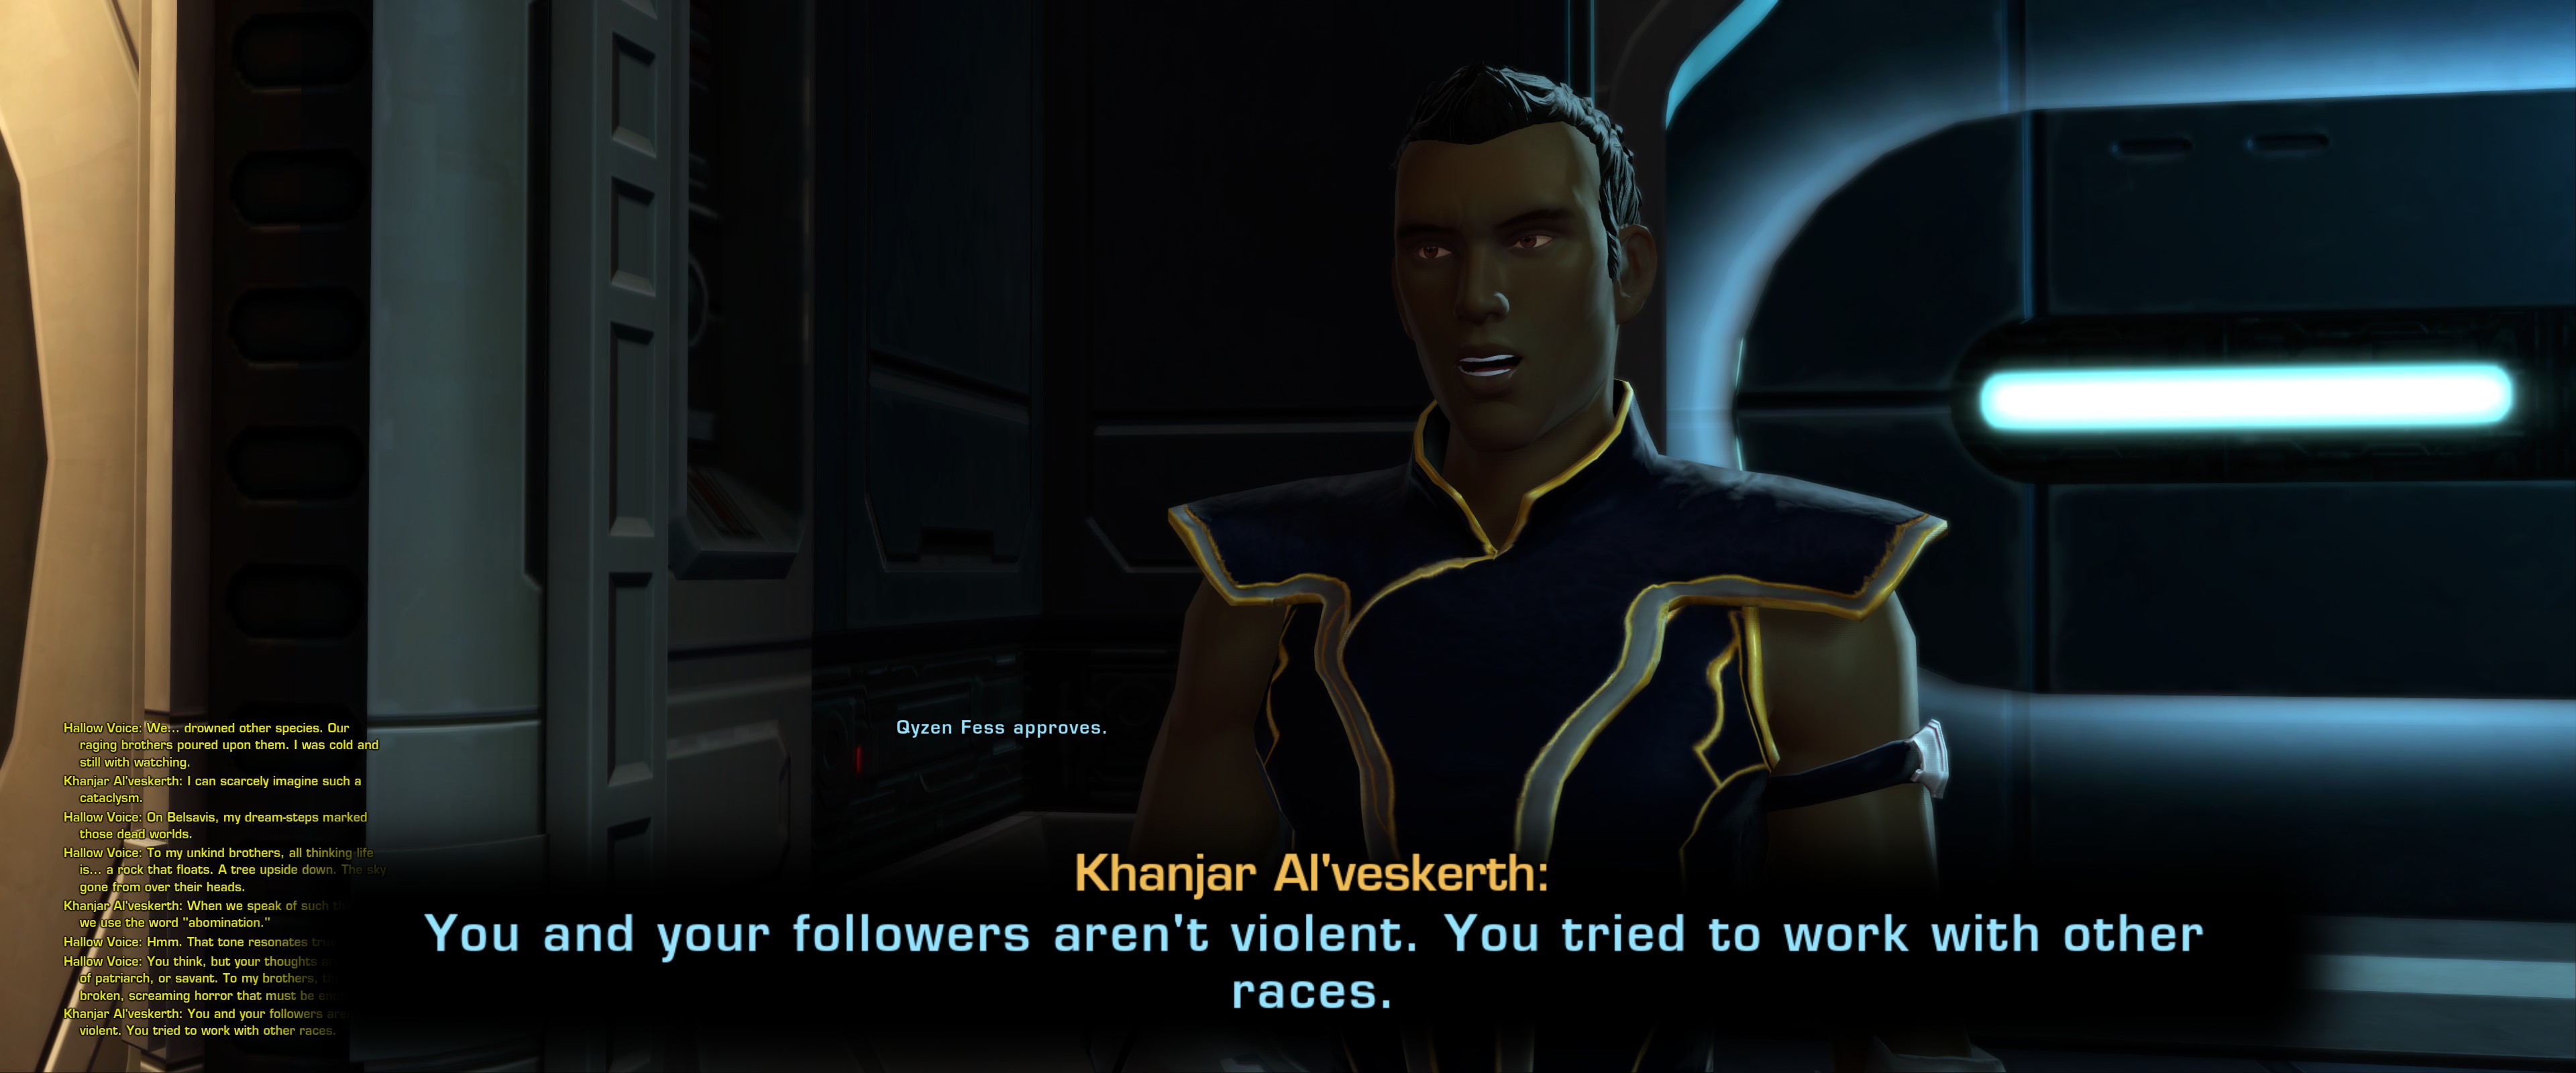 Hallow Voice: We... drowned other species. Our
raging brothers poured upon them. I was cold and
still with watching.
Khanjar Al'veskerth: I can scarcely imagine such a
cataclysm.
Hallow Voice: On Belsavis, my dream-steps marked
those dead worlds.
Hallow Voice: To my unkind brothers, all thinking life
is... a rock that floats. A tree upside down. The sky
gone from over their heads.
Khanjar Al'veskerth: When we speak of such
we use the word "abomination."
Hallow Voice: Hmm. That tone resonates
Hallow Voice: You think, but your thoughts
of patriarch, or savant. To my brothers,
broken, screaming horror that must be
Khanjar Al'veskerth: You and your followers
violent. You tried to work with other races.
Qyzen Fess approves.
Khanjar Al'veskerth:
You and your followers aren't violent. You tried to work with other
races.